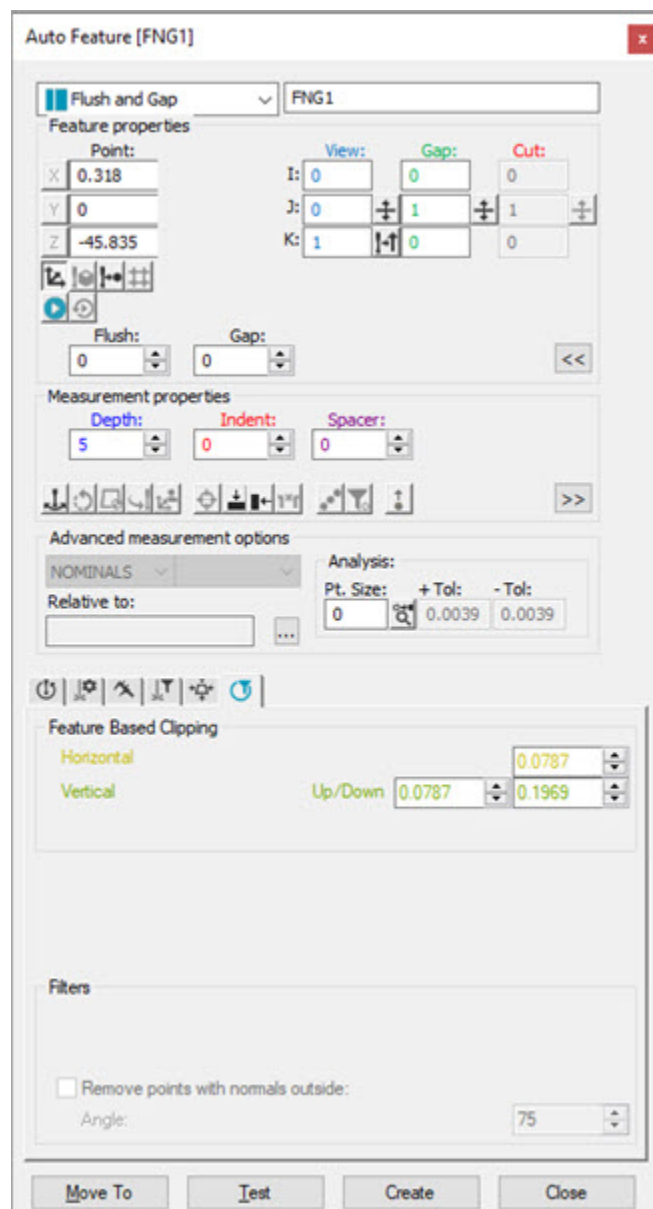 Auto Feature [FNG1]
x
Flush and Gap FNG1
Feature properties
Point: View: Gap: Cut:
X 0.318 I: 0 0 0
Y 0 J: 0 1 1
Z -45.835 K: 1 0 0
Flush: Gap:
0 0 <<
Measurement properties
Depth: Indent: Spacer:
5 0 0
>>
Advanced measurement options
NOMINALS
Analysis:
Relative to:
Pt. Size: + Tol: - Tol:
0 0.0039 0.0039
...
Feature Based Clipping
Horizontal 0.0787
Vertical Up/Down 0.0787 0.1969
Filters
Remove points with normals outside:
Angle: 75
Move To Test Create Close